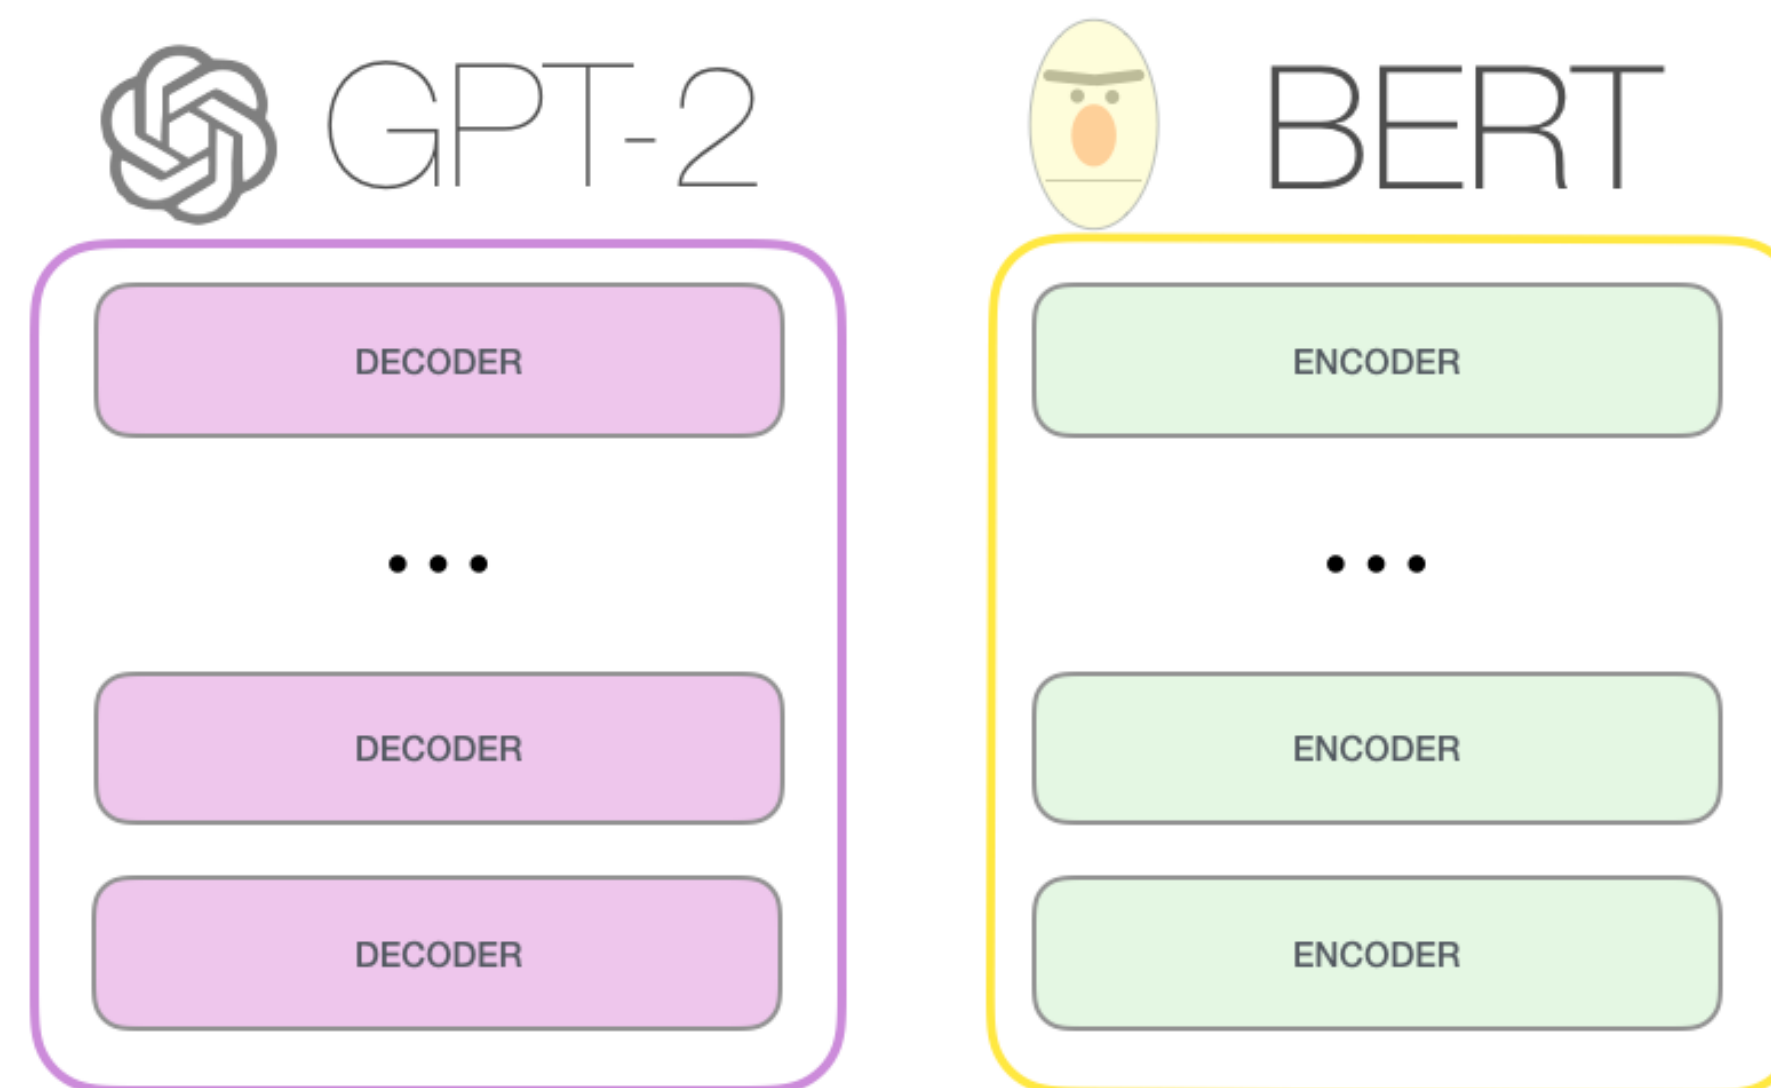 GPT-2
DECODER
• • •
DECODER
DECODER
BERT
ENCODER
• • •
ENCODER
ENCODER